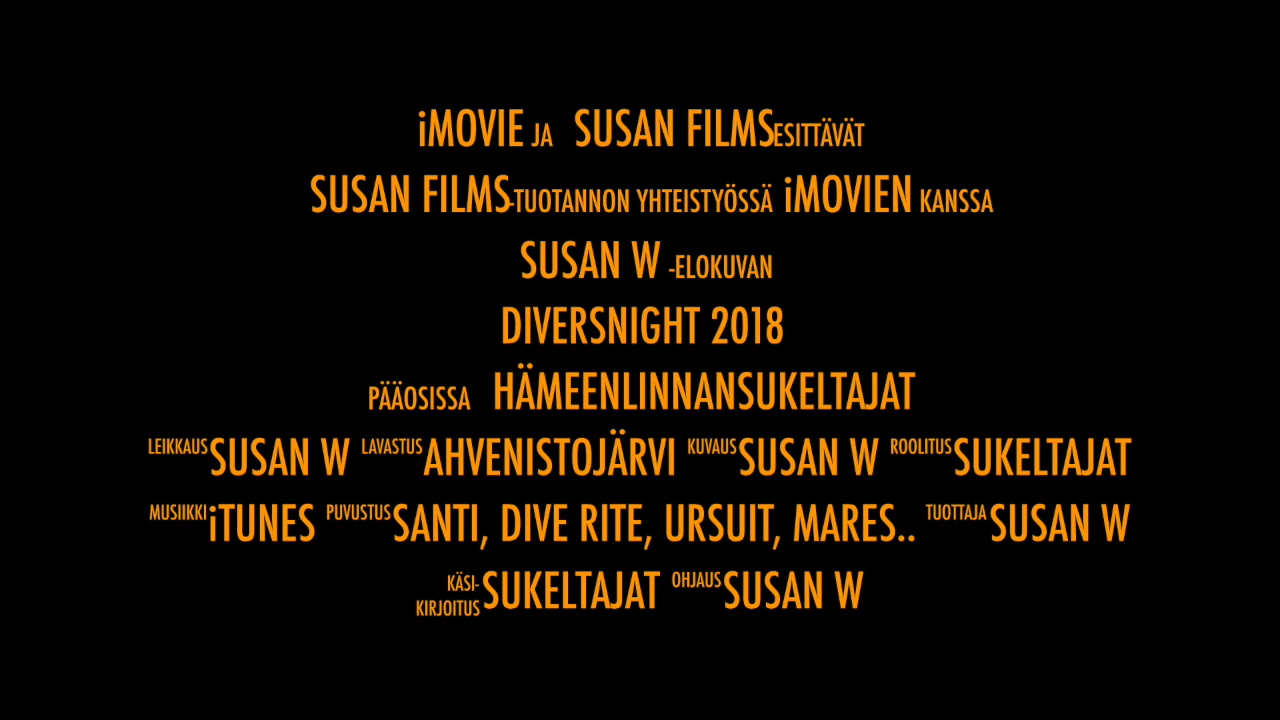 iMOVIE JA SUSAN FILMS ESITTÄVÄT
SUSAN FILMS-TUOTANNON YHTEISTYÖSSÄ iMOVIEN KANSSA
SUSAN W -ELOKUVAN
DIVERSNIGHT 2018
PÄÄOSISSA HÄMEENLINNANSUKELTAJAT
LEIKKAUS SUSAN W LAVASTUS AHVENISTOJÄRVI KUVAUS SUSAN W ROOLITUS SUKELTAJAT
MUSIIKKI iTUNES PUVUSTUS SANTI, DIVE RITE, URSUIT, MARES.. TUOTTAJA SUSAN W
KÄSI-KIRJOITUS SUKELTAJAT OHJAUS SUSAN W